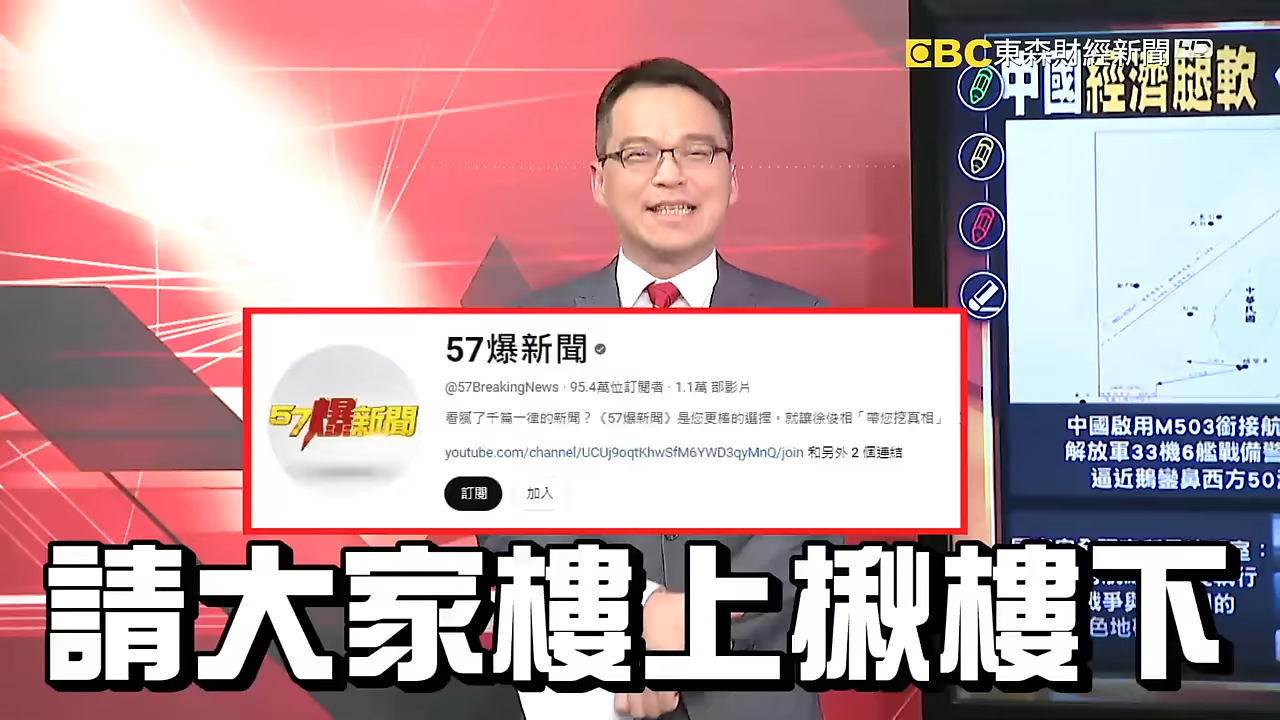 EBC 東森財經新聞 HD
中國經濟腿軟
中華民國
中國啟用M503銜接航
解放軍33機6艦戰備警
逼近鵝鑾鼻西方50
57爆新聞
57爆新聞
@57BreakingNews · 95.4萬位訂閱者 · 1.1萬 部影片
看膩了千篇一律的新聞？《57爆新聞》是您更棒的選擇。就讓徐俊相「帶您挖真相」
youtube.com/channel/UCUj9oqtKhwSfM6YWD3qyMnQ/join 和另外 2 個連結
訂閱
加入
請大家樓上揪樓下